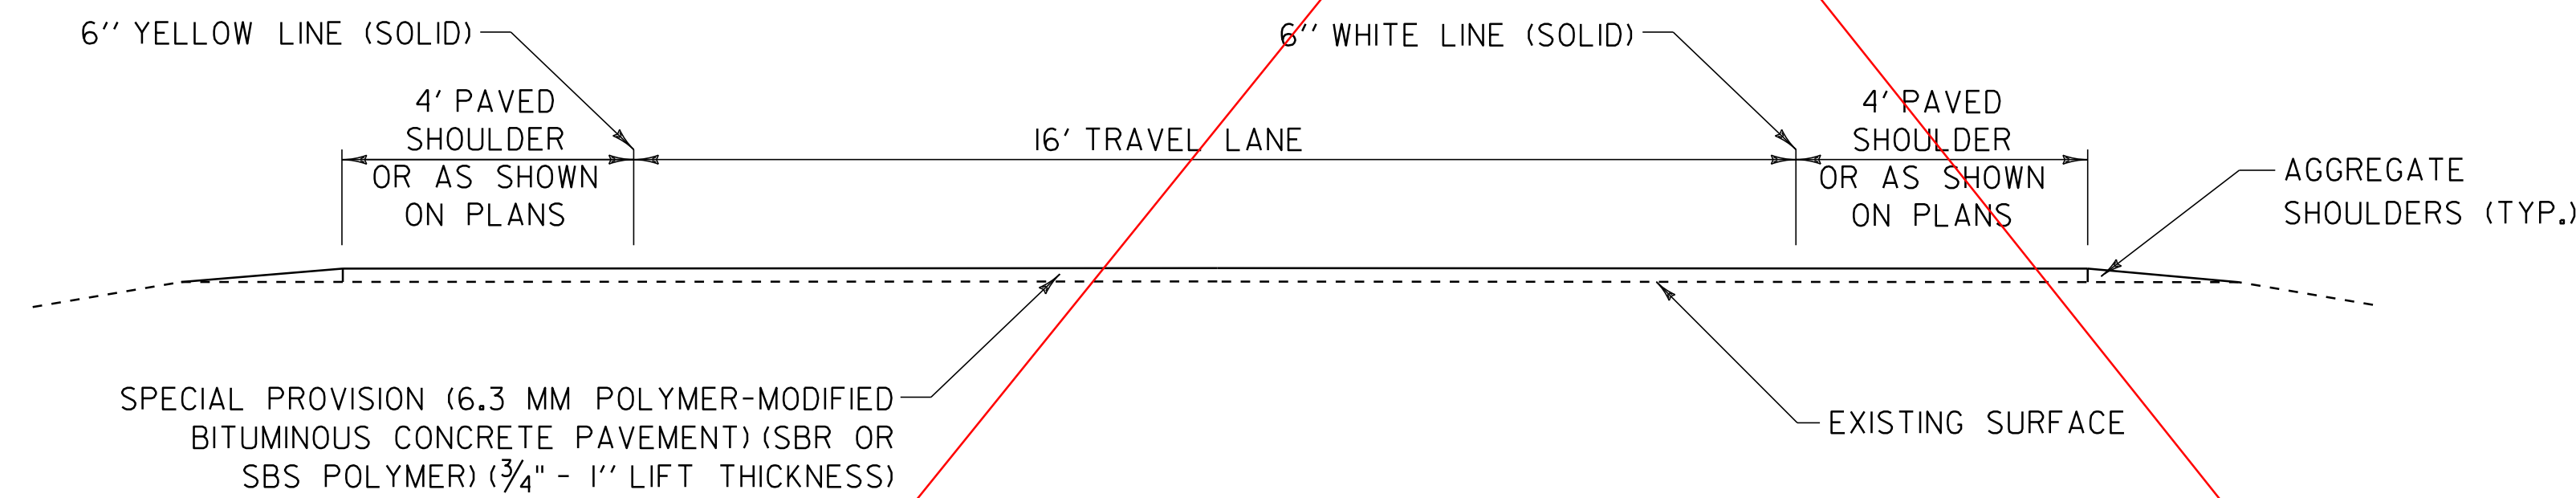 6'' YELLOW LINE (SOLID)
6'' WHITE LINE (SOLID)
4' PAVED
SHOULDER
OR AS SHOWN
ON PLANS
16' TRAVEL LANE
4' PAVED
SHOULDER
OR AS SHOWN
ON PLANS
AGGREGATE
SHOULDERS (TYP.)
SPECIAL PROVISION (6.3 MM POLYMER-MODIFIED
BITUMINOUS CONCRETE PAVEMENT) (SBR OR
SBS POLYMER) (3/4" - 1'' LIFT THICKNESS)
EXISTING SURFACE